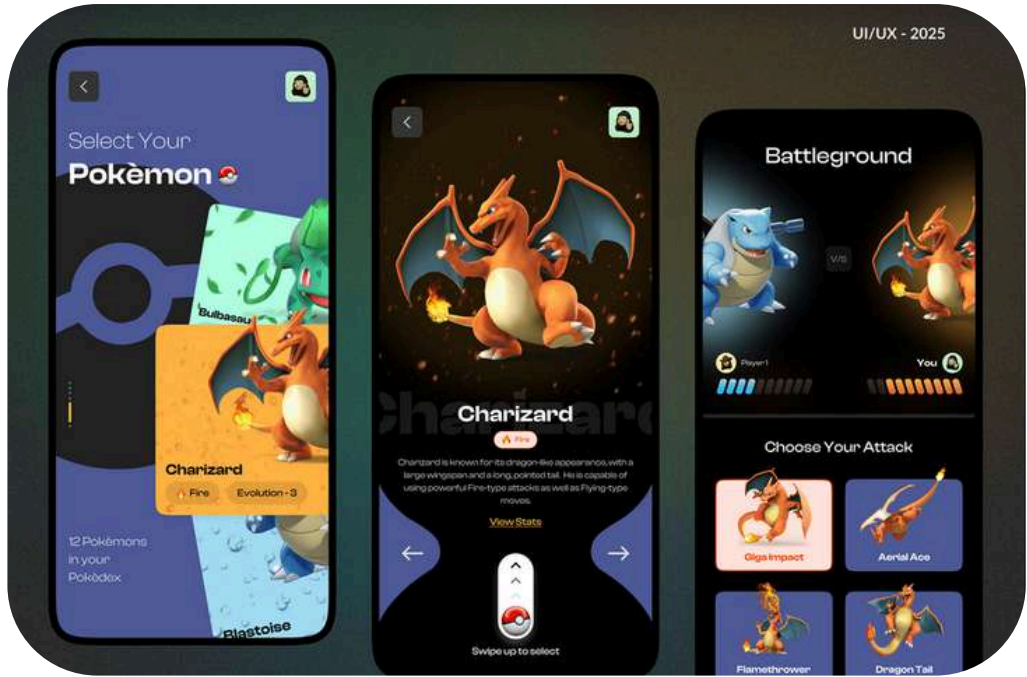 UI/UX - 2025
Select Your
Pokèmon
Bulbasau
Charizard
Fire
Evolution - 3
12 Pokèmons
in your
Pokèdex
Blastoise
Charizard
Charizard
Fire
Charizard is known for its dragon-like appearance, with a
large wingspan and a long, pointed tail. He is capable of
using powerful Fire-type attacks as well as Flying-type
moves.
View Stats
Swipe up to select
Battleground
V/S
Player 1
You
Choose Your Attack
Giga Impact
Aerial Ace
Flamethrower
Dragon Tail